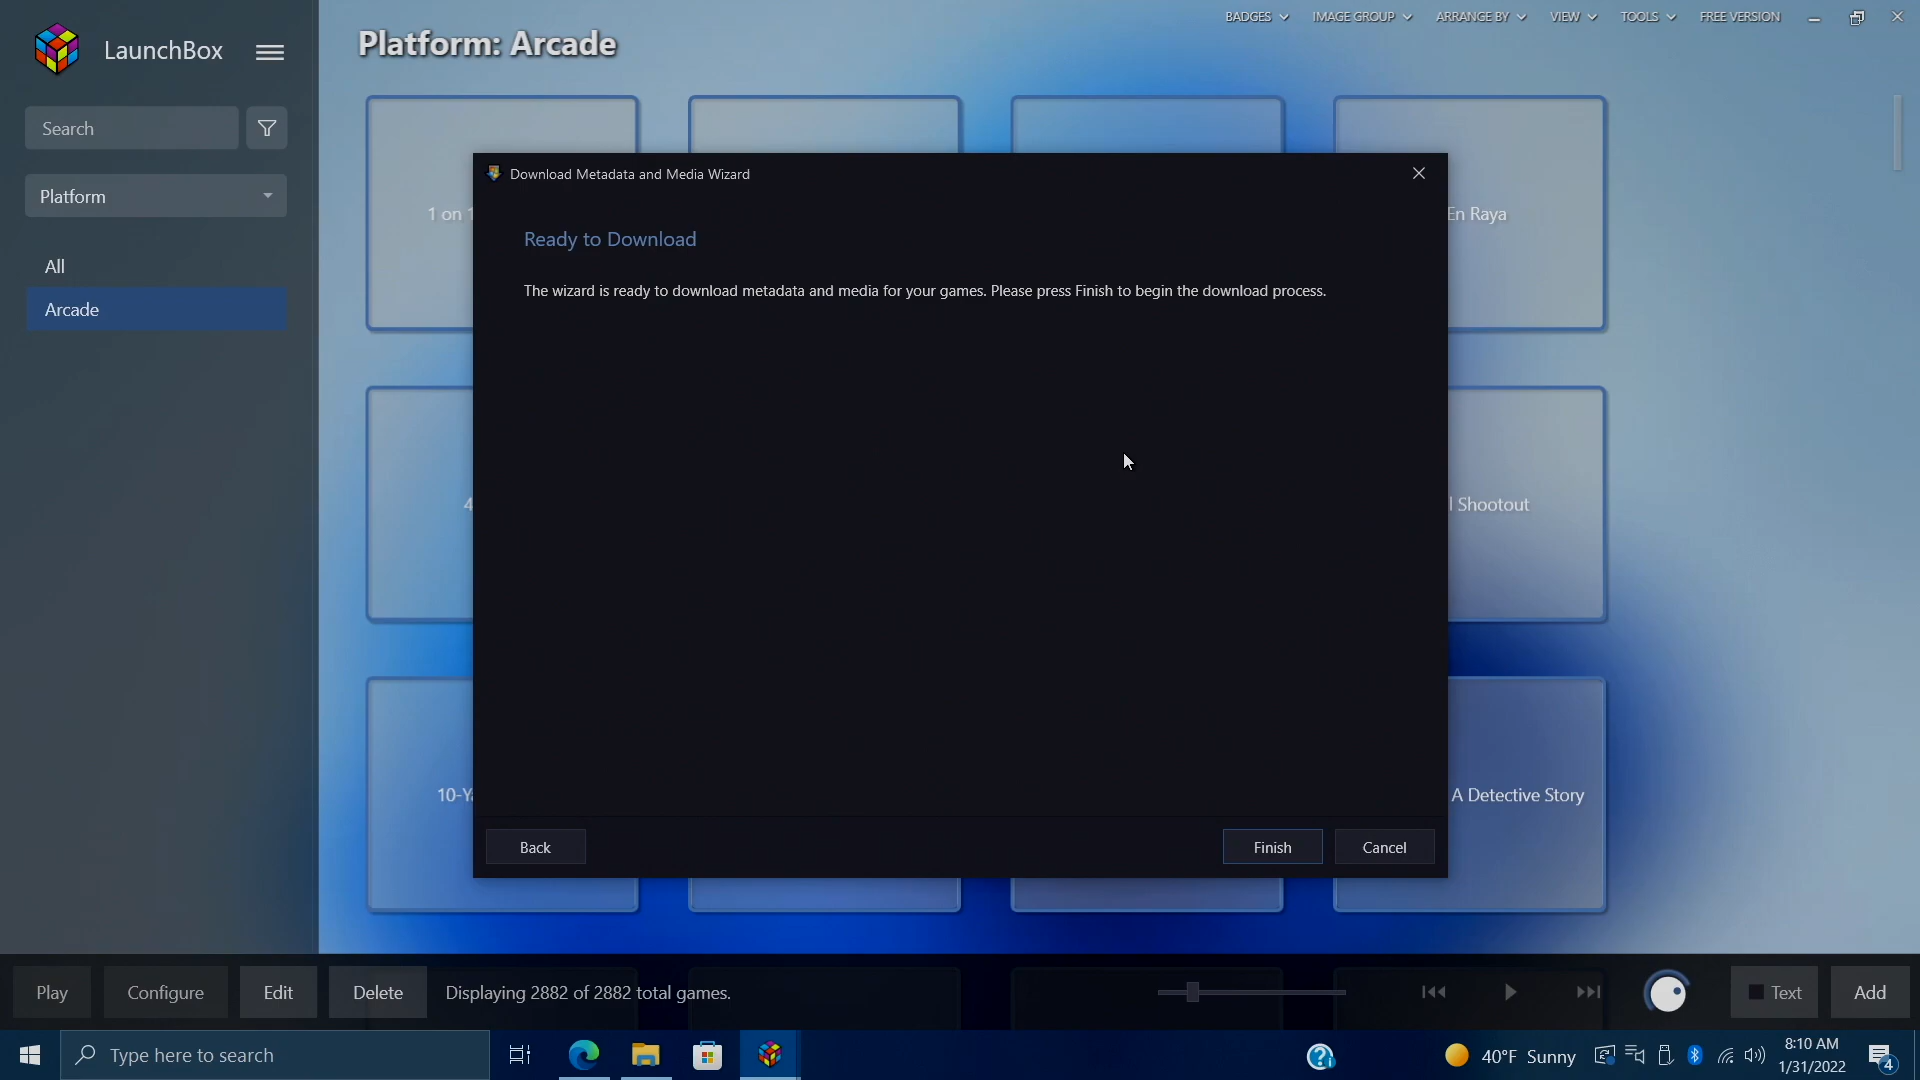 BADGES
IMAGE GROUP
ARRANGE BY
VIEW
TOOLS
FREE VERSION
LaunchBox
Platform: Arcade
Search
Platform
All
Arcade
1 on 1
En Raya
Download Metadata and Media Wizard
Ready to Download
The wizard is ready to download metadata and media for your games. Please press Finish to begin the download process.
4
l Shootout
10-Ya
A Detective Story
Back
Finish
Cancel
Play
Configure
Edit
Delete
Displaying 2882 of 2882 total games.
Text
Add
Type here to search
40°F Sunny
8:10 AM
1/31/2022
4